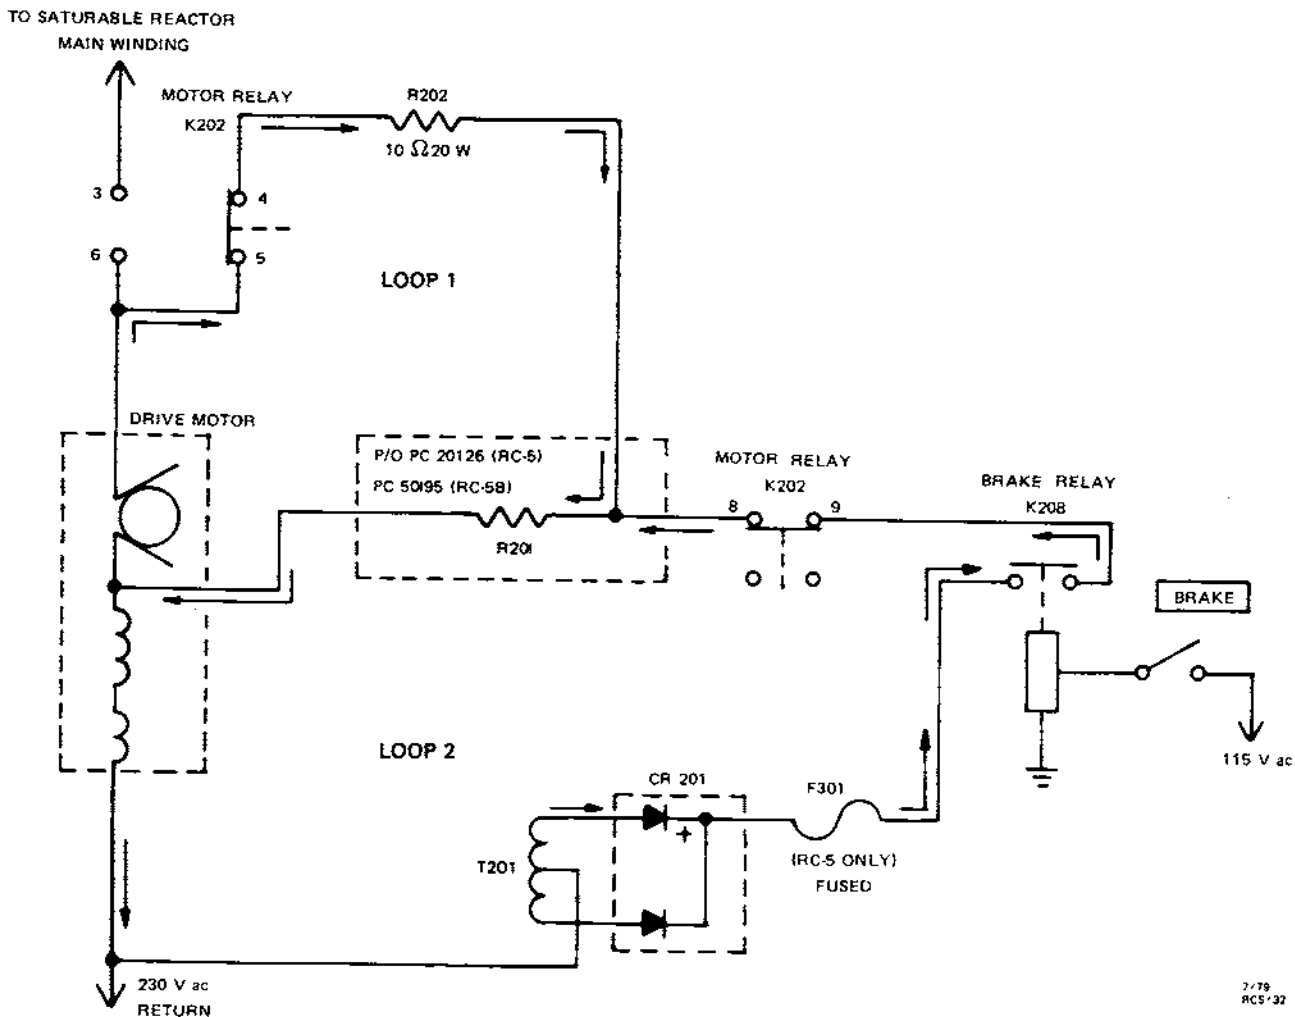 TO SATURABLE REACTOR
MAIN WINDING
MOTOR RELAY
K202
R202
10 Ω 20 W
3
4
6
5
LOOP 1
DRIVE MOTOR
P/O PC 20126 (RC-5)
PC 50195 (RC-5B)
R201
MOTOR RELAY
K202
8
9
BRAKE RELAY
K208
BRAKE
115 V ac
LOOP 2
CR 201
+
F301
(RC-5 ONLY)
FUSED
T201
230 V ac
RETURN
7/79
RC5-32